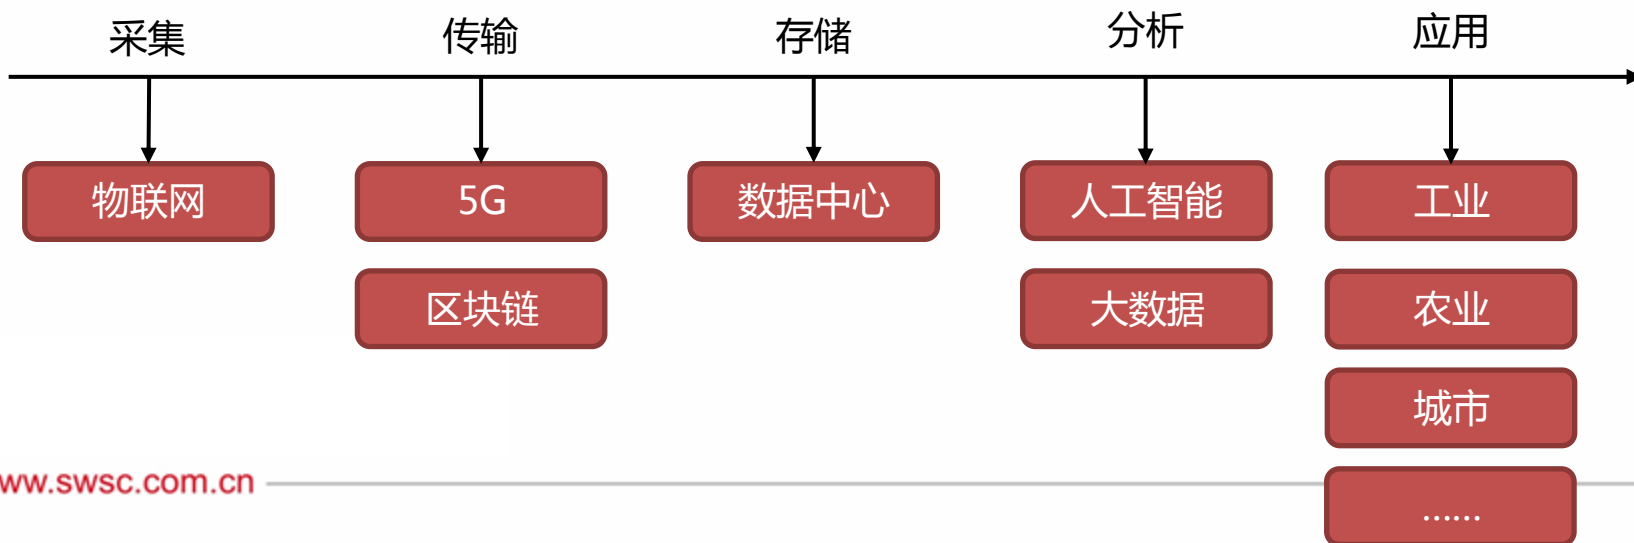 采集
传输
存储
分析
应用
物联网
5G
数据中心
人工智能
工业
区块链
大数据
农业
城市
ww.swsc.com.cn
......